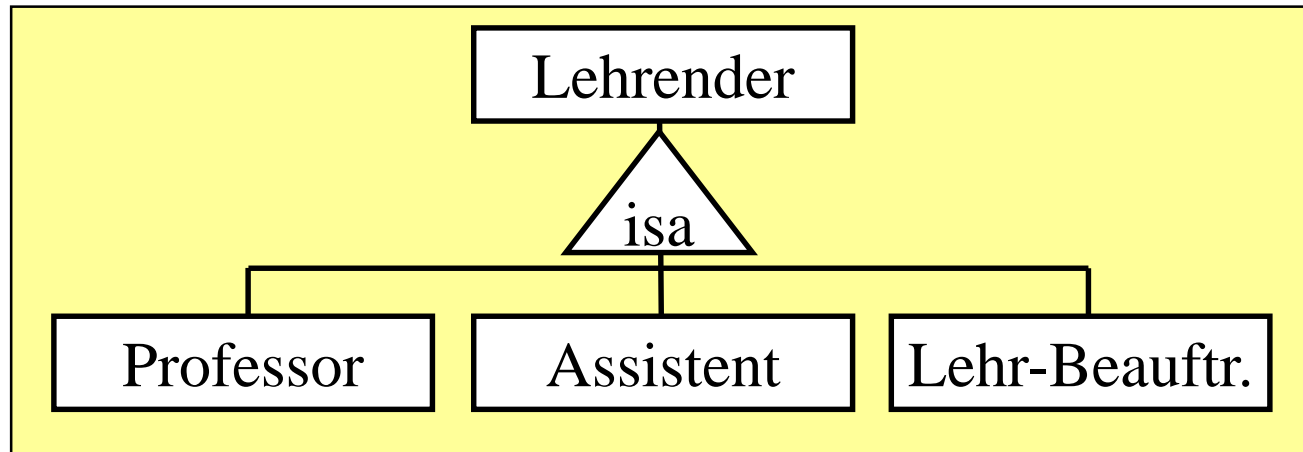 Lehrender
isa
Professor
Assistent
Lehr-Beauftr.